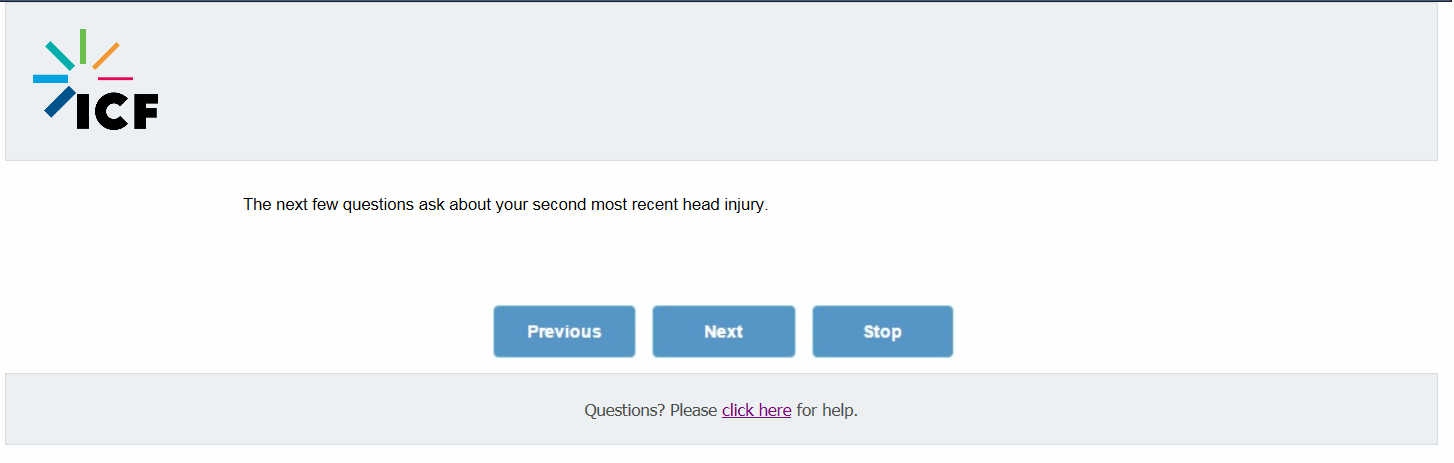 ICF
The next few questions ask about your second most recent head injury.
Previous Next Stop
Questions? Please click here for help.